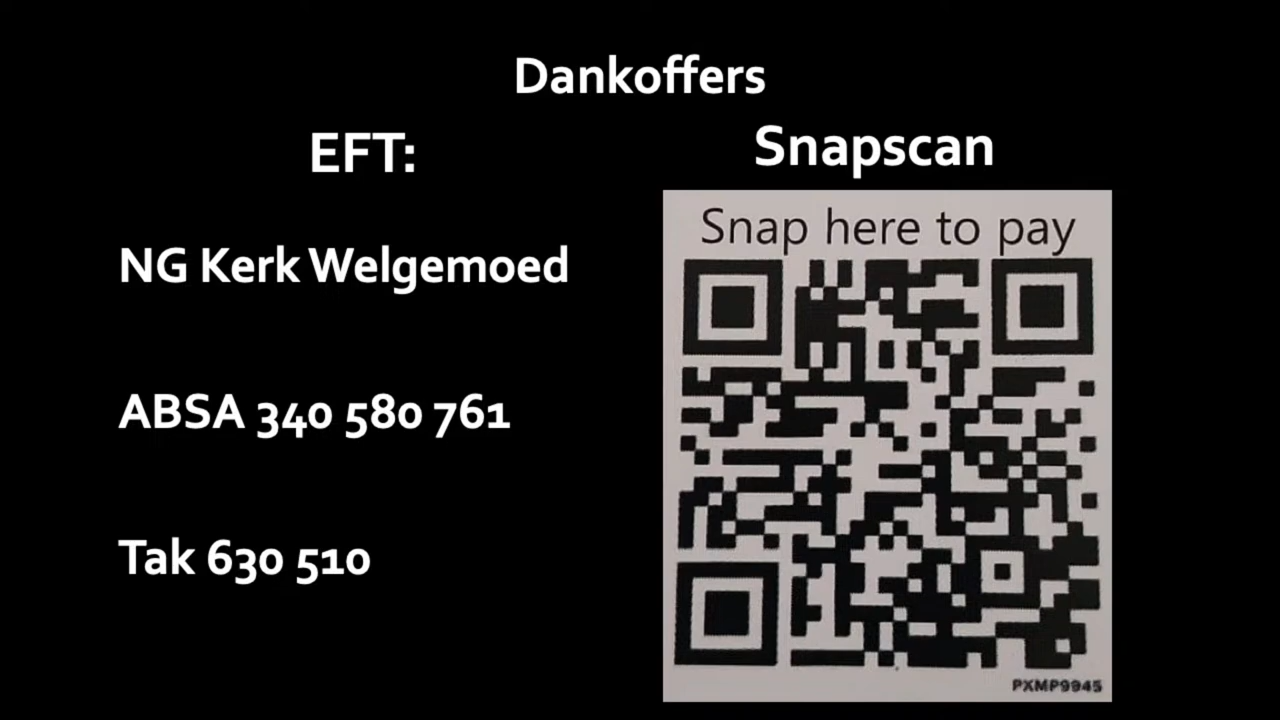 Dankoffers
EFT:
NG Kerk Welgemoed
ABSA 340 580 761
Tak 630 510
Snapscan
Snap here to pay
PXMP9945